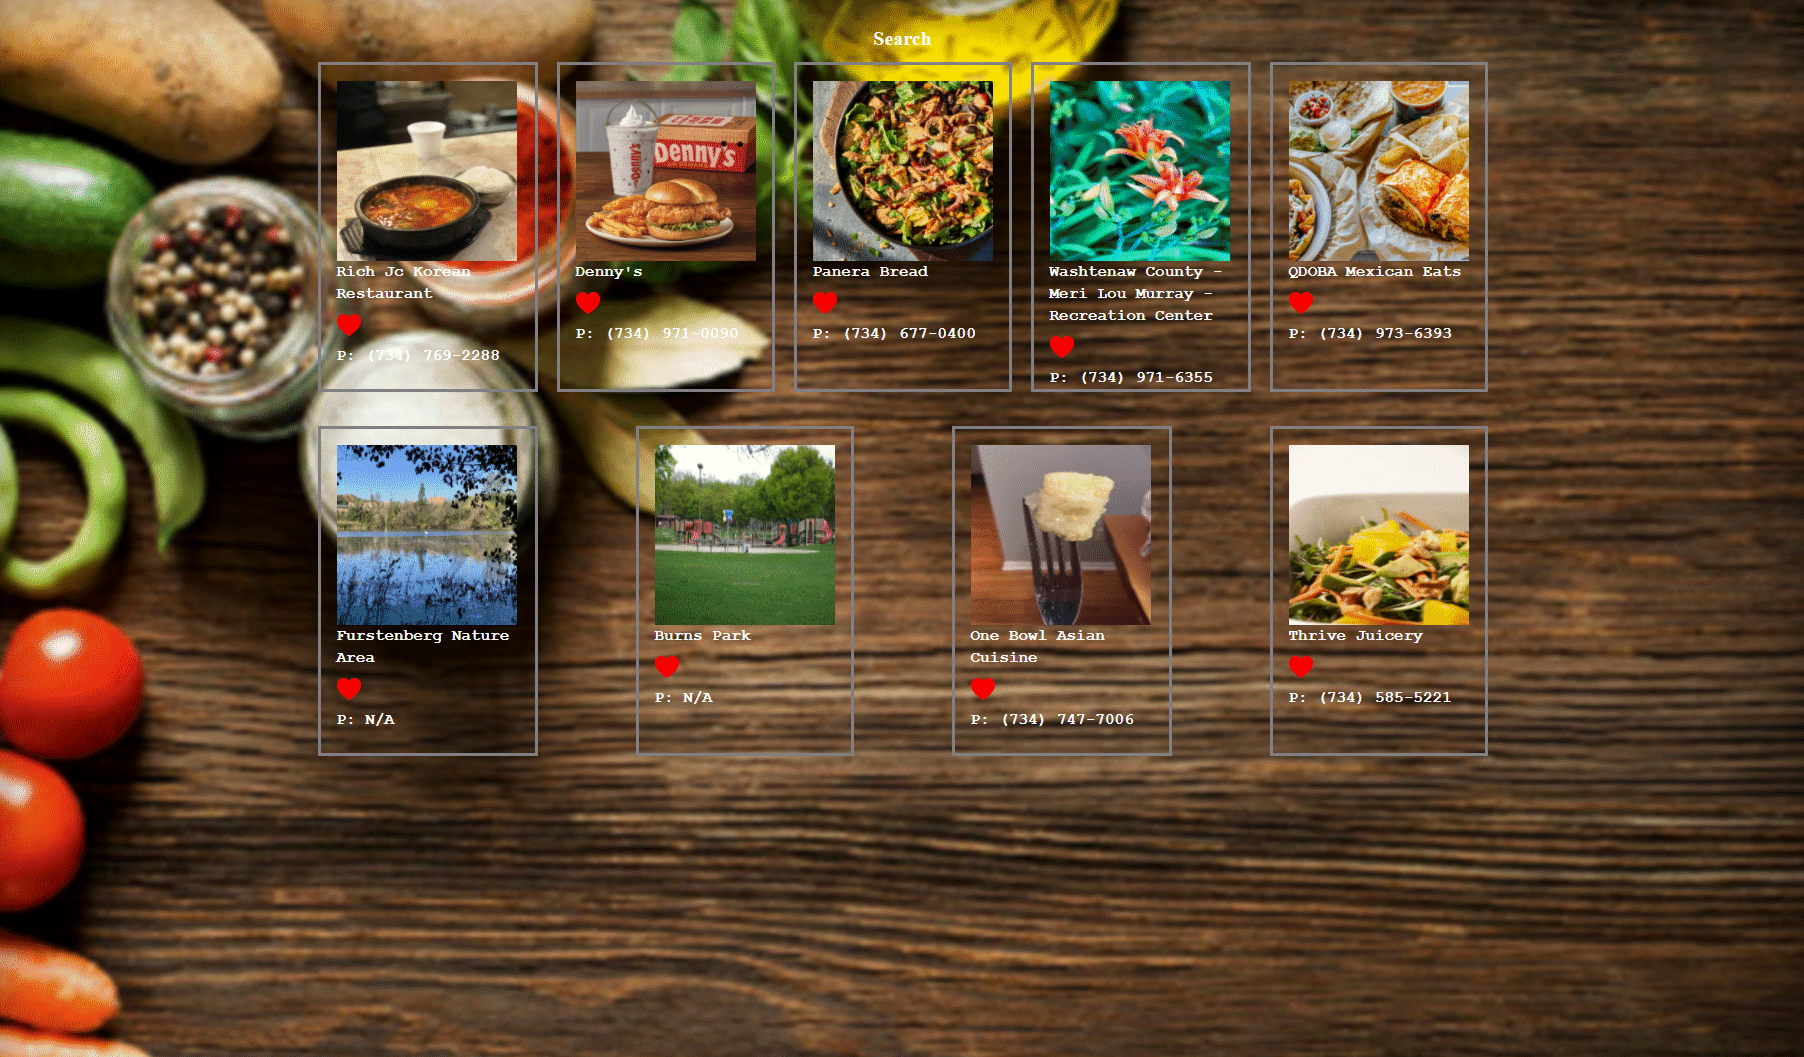 Search
Rich Jc Korean
Restaurant
P: (734) 769-2288
Denny's
Denny's
Denny's
P: (734) 971-0090
Panera Bread
P: (734) 677-0400
Washtenaw County -
Meri Lou Murray -
Recreation Center
P: (734) 971-6355
QDOBA Mexican Eats
P: (734) 973-6393
Furstenberg Nature
Area
P: N/A
Burns Park
P: N/A
One Bowl Asian
Cuisine
P: (734) 747-7006
Thrive Juicery
P: (734) 585-5221